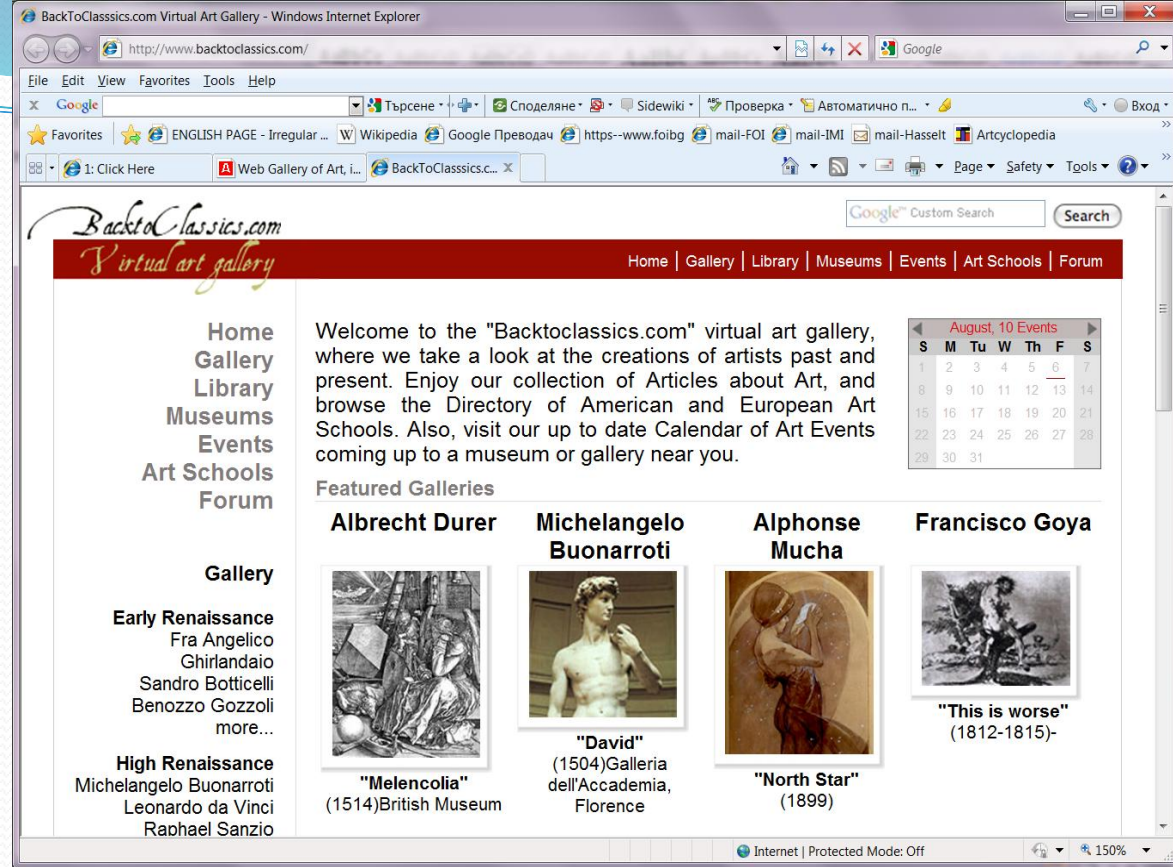 BackToClasssics.com Virtual Art Gallery - Windows Internet Explorer
http://www.backtoclassics.com/
Google
File Edit View Favorites Tools Help
x Google Търсене Споделяне Sidewiki Проверка Автоматично п... Вход
Favorites ENGLISH PAGE - Irregular ... Wikipedia Google Преводач https--www.foibg mail-FOI mail-IMI mail-Hasselt Artcyclopedia
1: Click Here Web Gallery of Art, i... BackToClasssics.c... X Page Safety Tools
BacktoClassics.com
Virtual art gallery
Google™ Custom Search Search
Home | Gallery | Library | Museums | Events | Art Schools | Forum
Home
Gallery
Library
Museums
Events
Art Schools
Forum
Gallery
Early Renaissance
Fra Angelico
Ghirlandaio
Sandro Botticelli
Benozzo Gozzoli
more...
High Renaissance
Michelangelo Buonarroti
Leonardo da Vinci
Raphael Sanzio
Welcome to the "Backtoclassics.com" virtual art gallery,
where we take a look at the creations of artists past and
present. Enjoy our collection of Articles about Art, and
browse the Directory of American and European Art
Schools. Also, visit our up to date Calendar of Art Events
coming up to a museum or gallery near you.
August, 10 Events
S M Tu W Th F S
1 2 3 4 5 6 7
8 9 10 11 12 13 14
15 16 17 18 19 20 21
22 23 24 25 26 27 28
29 30 31
Featured Galleries
Albrecht Durer
"Melencolia"
(1514)British Museum
Michelangelo
Buonarroti
"David"
(1504)Galleria
dell'Accademia,
Florence
Alphonse
Mucha
"North Star"
(1899)
Francisco Goya
"This is worse"
(1812-1815)-
Internet | Protected Mode: Off
150%